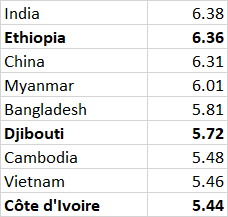 India 6.38
Ethiopia 6.36
China 6.31
Myanmar 6.01
Bangladesh 5.81
Djibouti 5.72
Cambodia 5.48
Vietnam 5.46
Côte d'Ivoire 5.44